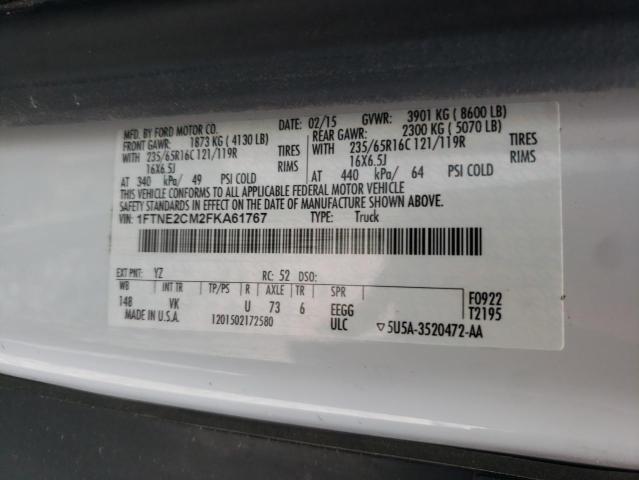 MFD. BY FORD MOTOR CO.
DATE: 02/15 GVWR: 3901 KG ( 8600 LB)
FRONT GAWR: 1873 KG ( 4130 LB)
REAR GAWR: 2300 KG ( 5070 LB)
WITH 235/65R16C 121/119R TIRES
WITH 235/65R16C 121/119R TIRES
16X6.5J RIMS
16X6.5J RIMS
AT 340 kPa/ 49 PSI COLD
AT 440 kPa/ 64 PSI COLD
THIS VEHICLE CONFORMS TO ALL APPLICABLE FEDERAL MOTOR VEHICLE
SAFETY STANDARDS IN EFFECT ON THE DATE OF MANUFACTURE SHOWN ABOVE.
VIN: 1FTNE2CM2FKA61767 TYPE: Truck
EXT PNT: YZ RC: 52 DSO:
WB INT TR TP/PS R AXLE TR SPR
148 VK U 73 6 EEGG
F0922
T2195
MADE IN U.S.A. 1201502172580 ULC ▽5U5A-3520472-AA